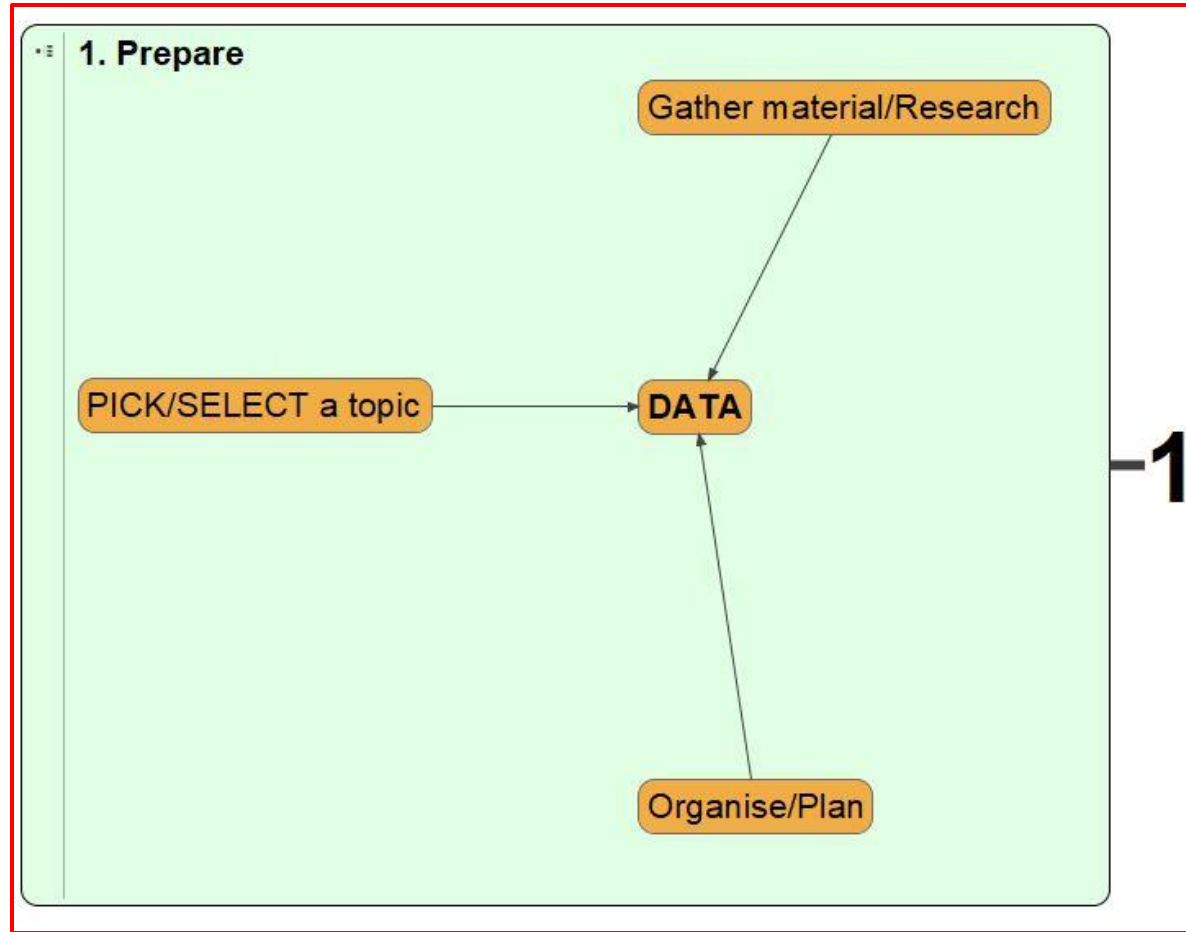 1. Prepare
Gather material/Research
PICK/SELECT a topic
DATA
Organise/Plan
1